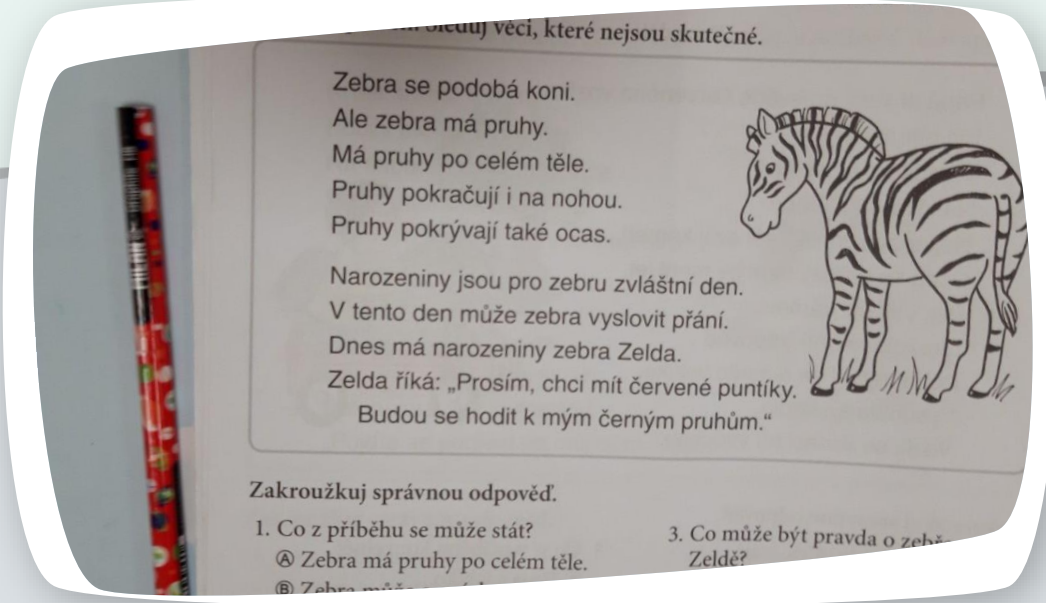 věci, které nejsou skutečné.
Zebra se podobá koni.
Ale zebra má pruhy.
Má pruhy po celém těle.
Pruhy pokračují i na nohou.
Pruhy pokrývají také ocas.
Narozeniny jsou pro zebru zvláštní den.
V tento den může zebra vyslovit přání.
Dnes má narozeniny zebra Zelda.
Zelda říká: „Prosím, chci mít červené puntíky.
Budou se hodit k mým černým pruhům.“
Zakroužkuj správnou odpověď.
1. Co z příběhu se může stát?
Ⓐ Zebra má pruhy po celém těle.
Ⓑ Zebra
3. Co může být pravda o
Zeldě?